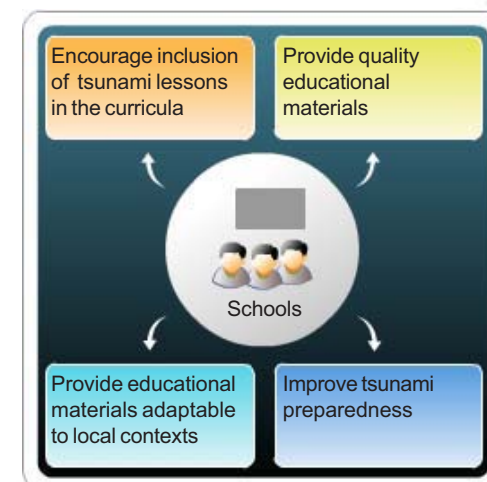 Encourage inclusion
of tsunami lessons
in the curricula
Provide quality
educational
materials
Schools
Provide educational
materials adaptable
to local contexts
Improve tsunami
preparedness